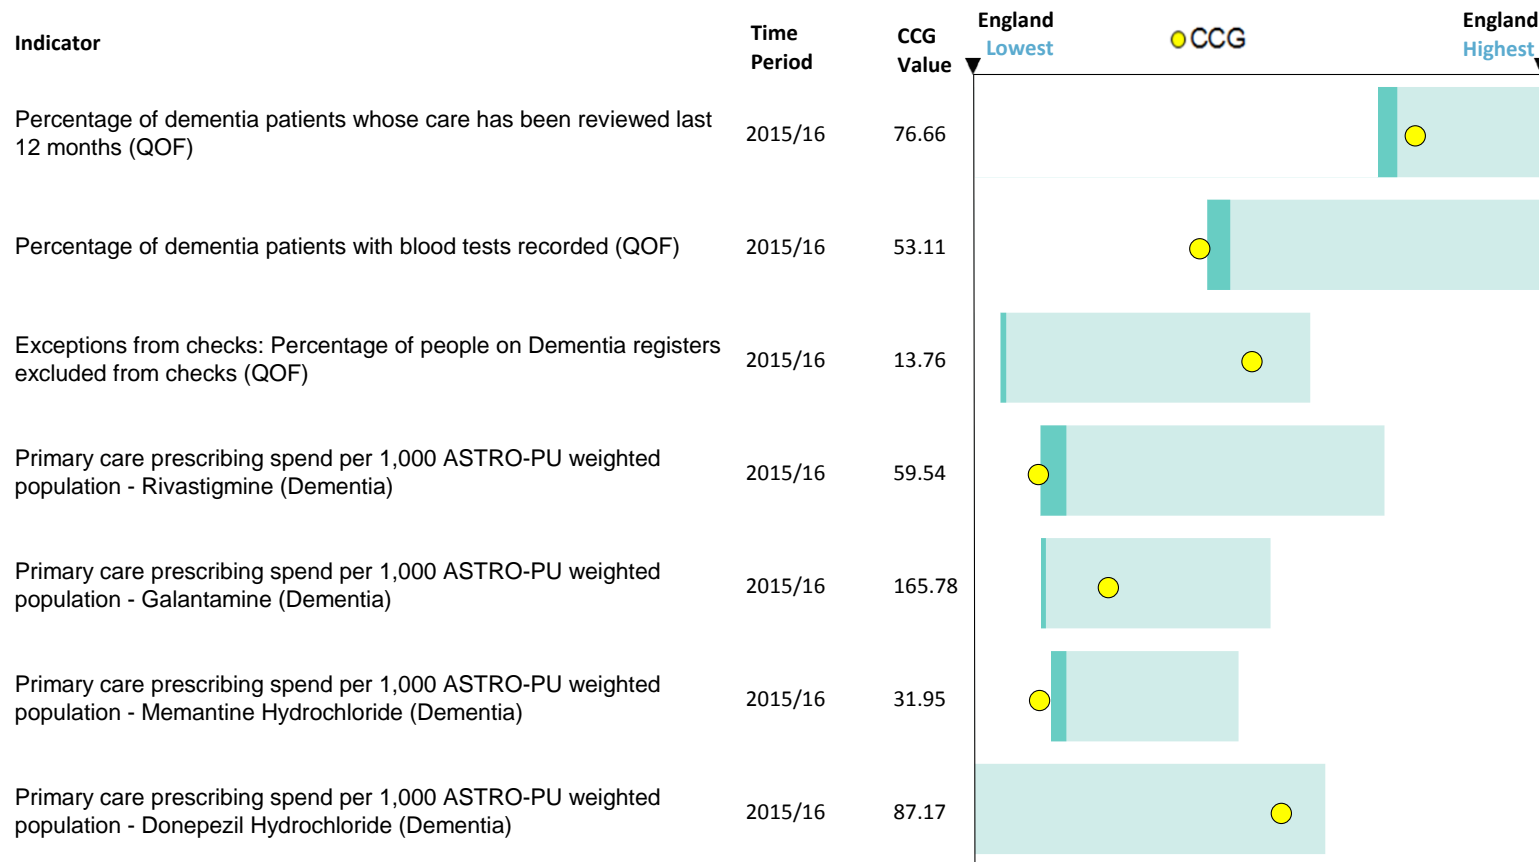 Indicator
Time
Period
CCG
Value
England
Lowest
CCG
England
Highest
Percentage of dementia patients whose care has been reviewed last
12 months (QOF)
2015/16
76.66
Percentage of dementia patients with blood tests recorded (QOF)
2015/16
53.11
Exceptions from checks: Percentage of people on Dementia registers
excluded from checks (QOF)
2015/16
13.76
Primary care prescribing spend per 1,000 ASTRO-PU weighted
population - Rivastigmine (Dementia)
2015/16
59.54
Primary care prescribing spend per 1,000 ASTRO-PU weighted
population - Galantamine (Dementia)
2015/16
165.78
Primary care prescribing spend per 1,000 ASTRO-PU weighted
population - Memantine Hydrochloride (Dementia)
2015/16
31.95
Primary care prescribing spend per 1,000 ASTRO-PU weighted
population - Donepezil Hydrochloride (Dementia)
2015/16
87.17